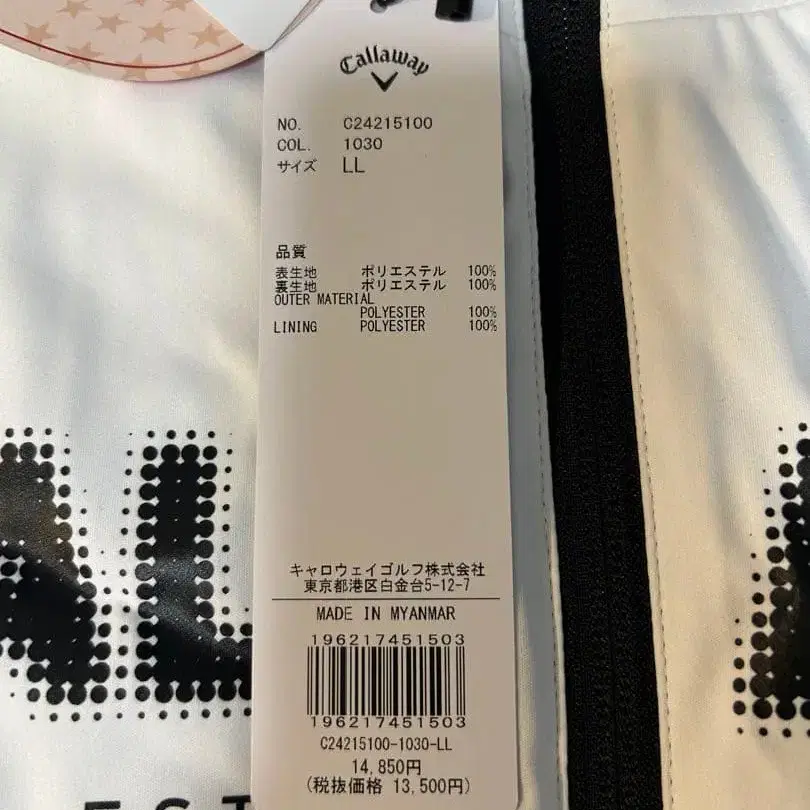 Callaway
NO. C24215100
COL. 1030
サイズ LL
品質
表生地 ポリエステル 100%
裏生地 ポリエステル 100%
OUTER MATERIAL
POLYESTER 100%
LINING POLYESTER 100%
キャロウェイゴルフ株式会社
東京都港区白金台5-12-7
MADE IN MYANMAR
196217451503
196217451503
C24215100-1030-LL
14,850円
(税抜価格 13,500円)
AL
EST